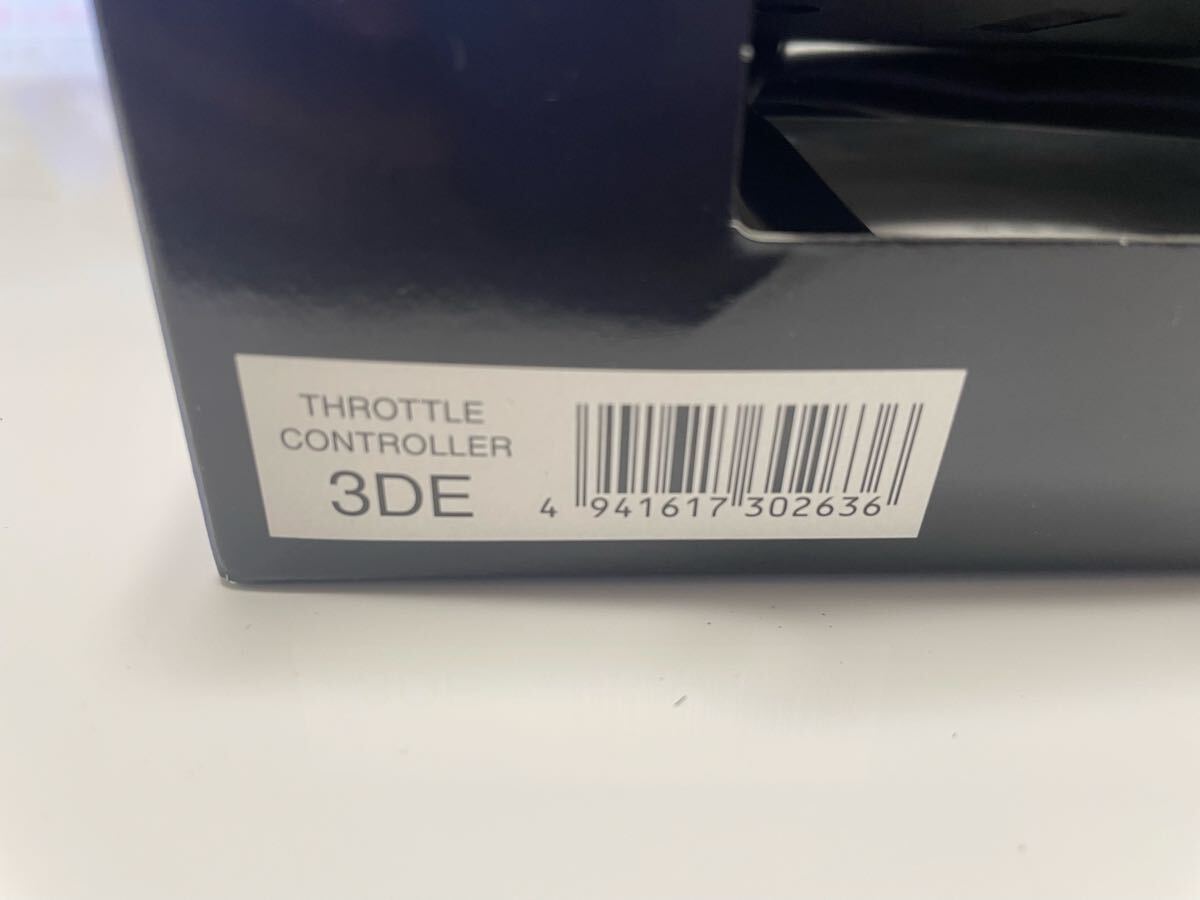 THROTTLE
CONTROLLER
3DE
4 941617 302636